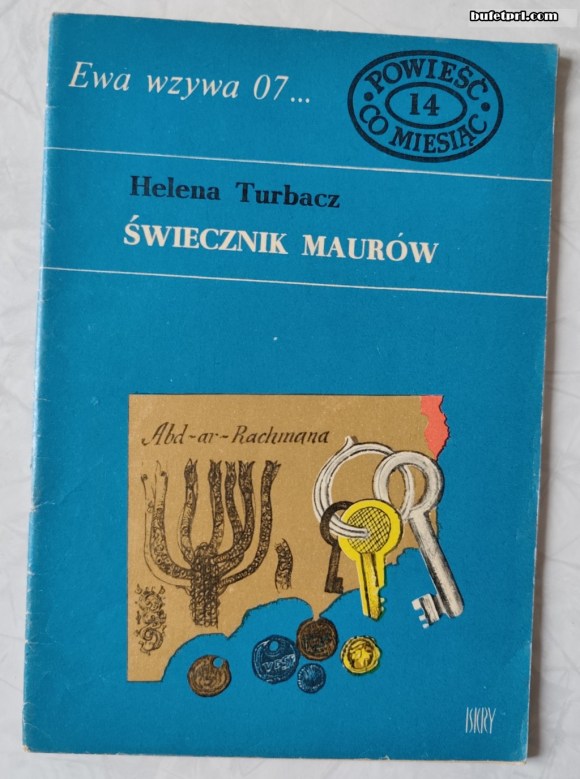 bufetprl.com
Ewa wzywa 07...
POWIEŚĆ
14
CO MIESIĄC
Helena Turbacz
ŚWIECZNIK MAURÓW
Abd-ar-Rachmana
ISKRY